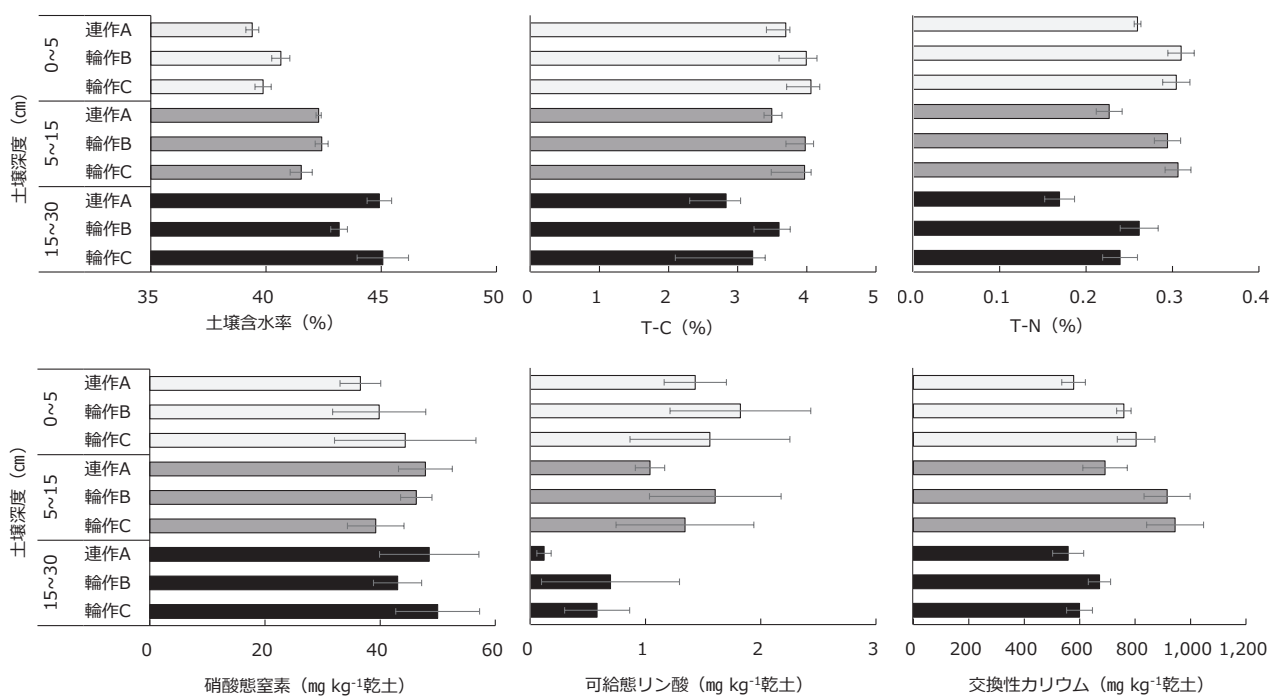 土壌深度（㎝）
0~5
連作A
輪作B
輪作C
5~15
連作A
輪作B
輪作C
15~30
連作A
輪作B
輪作C
35 40 45 50
土壌含水率（%）
0 1 2 3 4 5
T-C（%）
0.0 0.1 0.2 0.3 0.4
T-N（%）
土壌深度（㎝）
0~5
連作A
輪作B
輪作C
5~15
連作A
輪作B
輪作C
15~30
連作A
輪作B
輪作C
0 20 40 60
硝酸態窒素（㎎ kg⁻¹乾土）
0 1 2 3
可給態リン酸（㎎ kg⁻¹乾土）
0 200 400 600 800 1,000 1,200
交換性カリウム（㎎ kg⁻¹乾土）